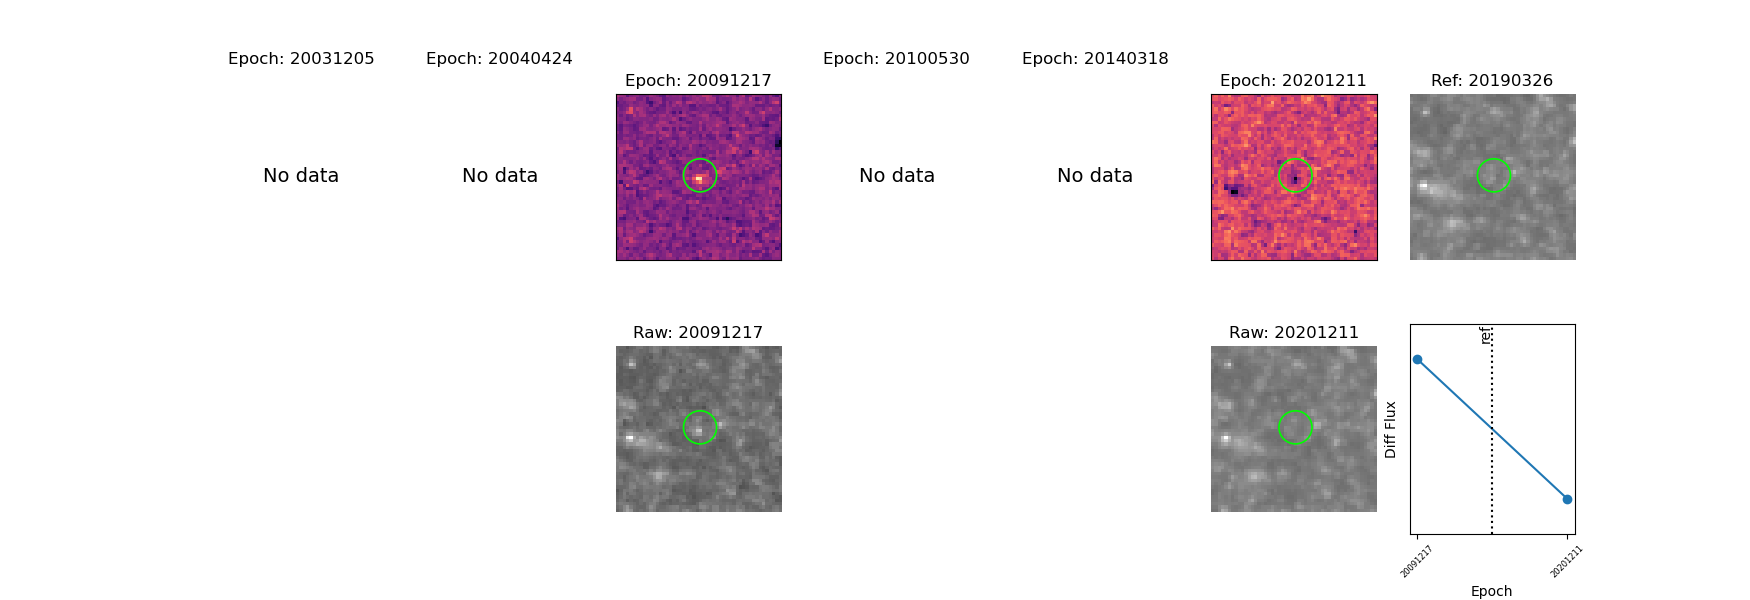 Epoch: 20031205
Epoch: 20040424
Epoch: 20091217
Epoch: 20100530
Epoch: 20140318
Epoch: 20201211
Ref: 20190326
No data
No data
No data
No data
Raw: 20091217
Raw: 20201211
ref
Diff Flux
20091217
20201211
Epoch